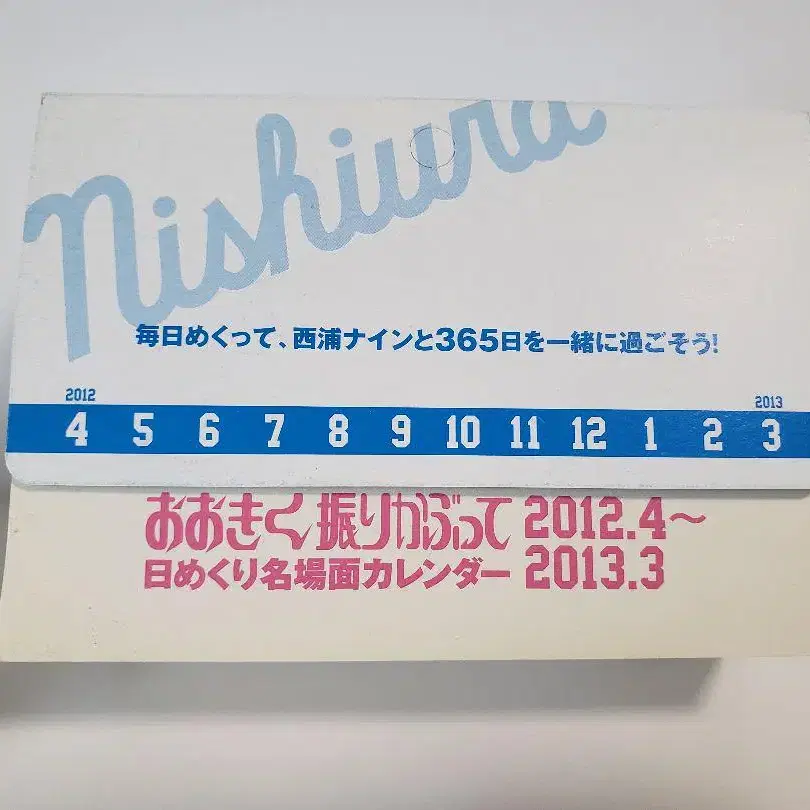 Nishiura
毎日めくって、西浦ナインと365日を一緒に過ごそう!
2012 2013
4 5 6 7 8 9 10 11 12 1 2 3
おおきく振りかぶって 2012.4〜
日めくり名場面カレンダー 2013.3